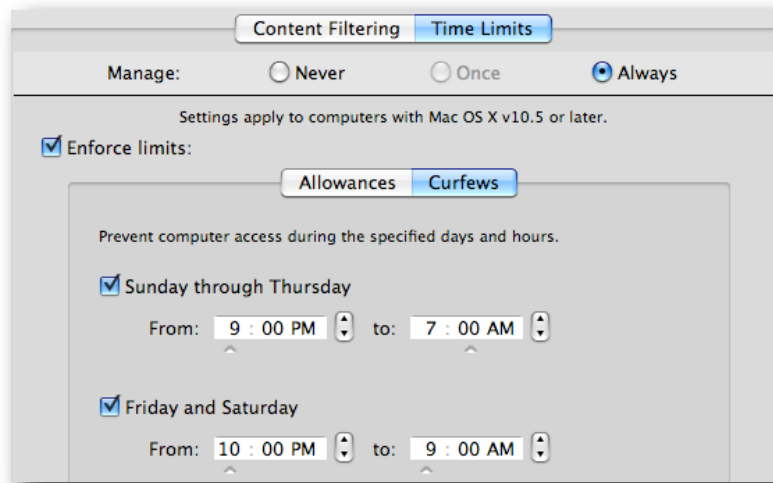 Content Filtering Time Limits
Manage: Never Once Always
Settings apply to computers with Mac OS X v10.5 or later.
Enforce limits:
Allowances Curfews
Prevent computer access during the specified days and hours.
Sunday through Thursday
From: 9 : 00 PM to: 7 : 00 AM
Friday and Saturday
From: 10 : 00 PM to: 9 : 00 AM